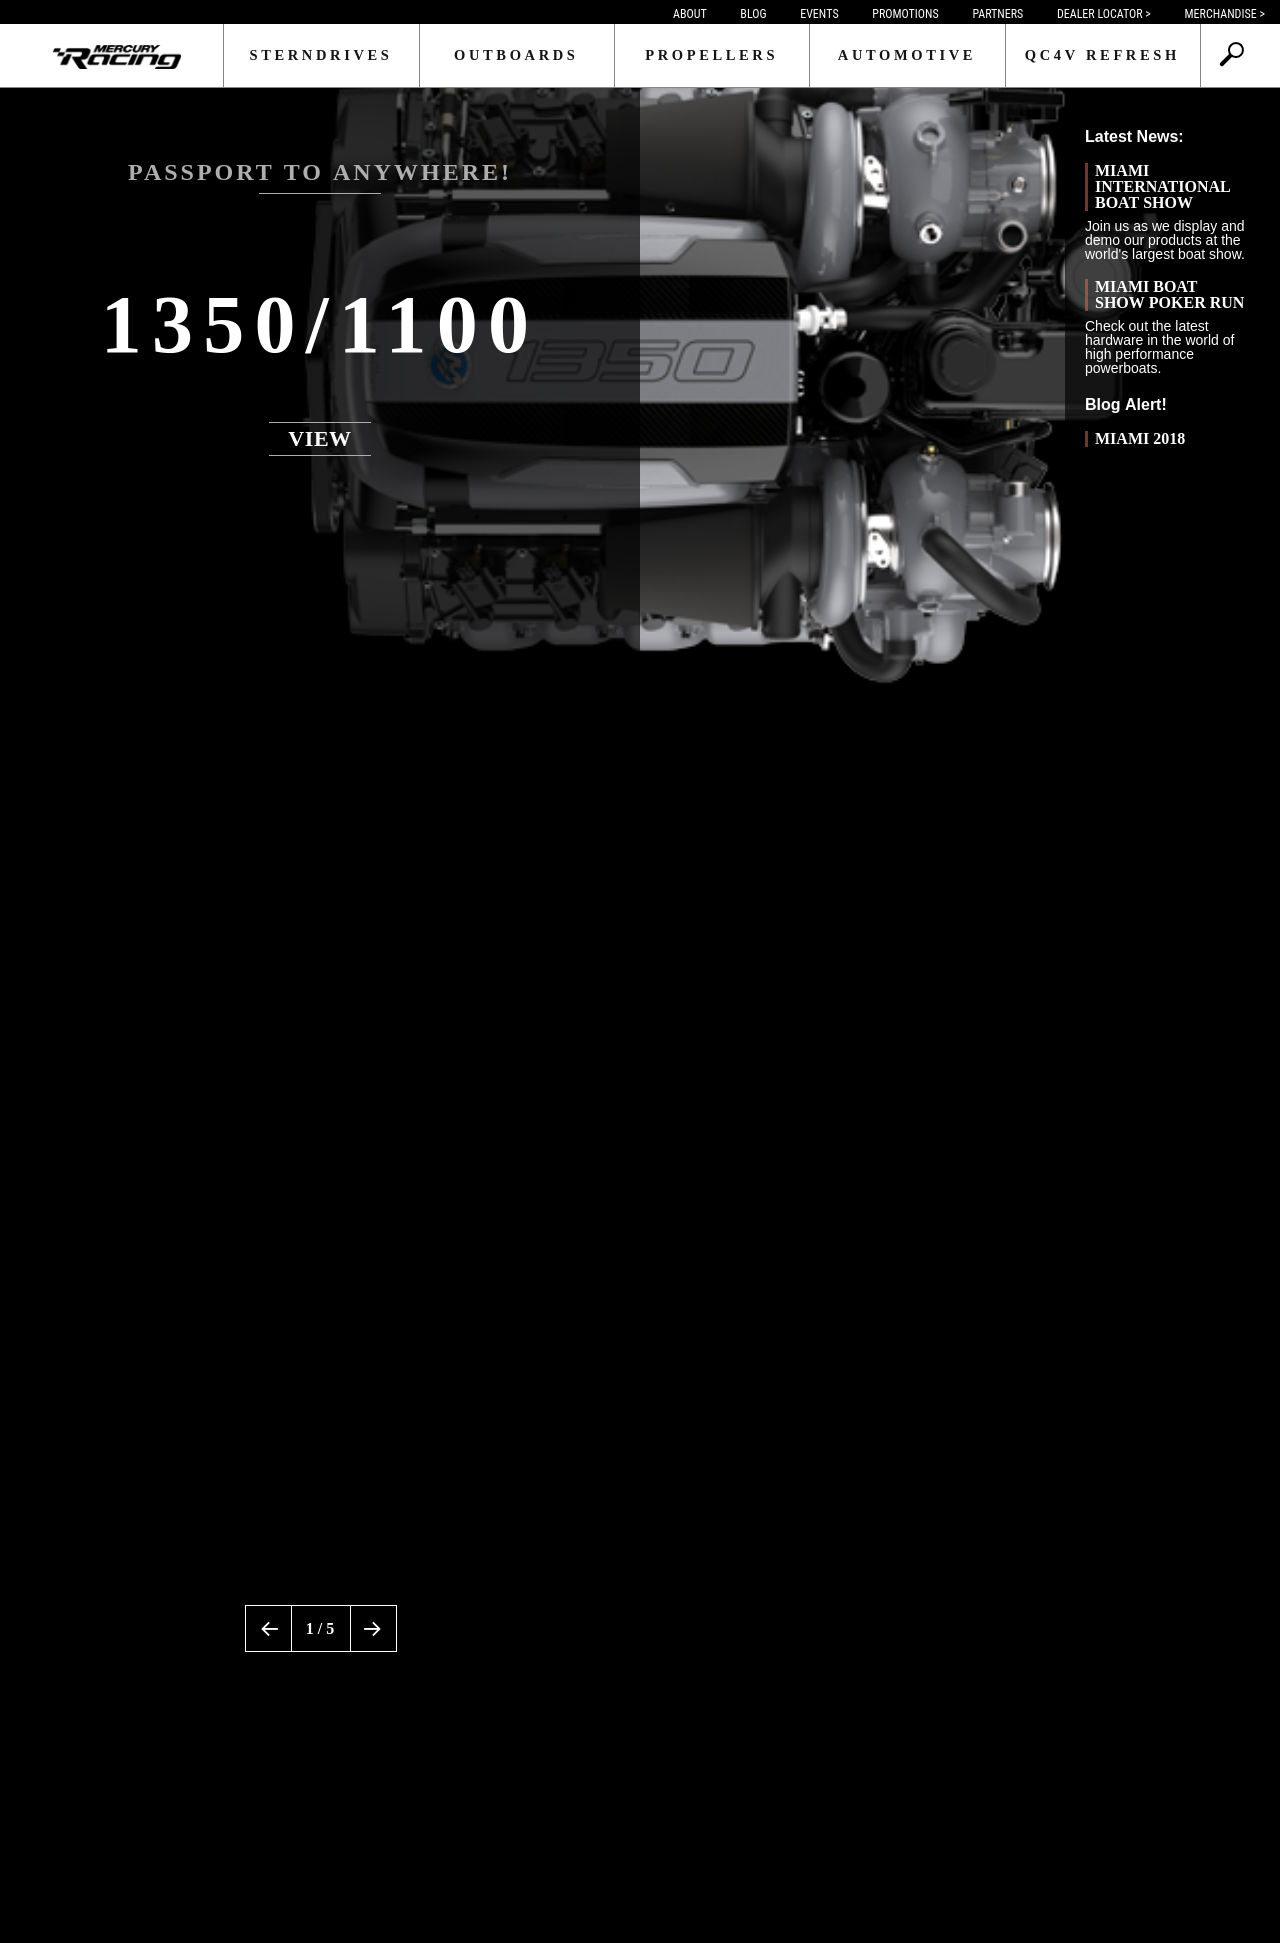 ABOUT BLOG EVENTS PROMOTIONS PARTNERS DEALER LOCATOR > MERCHANDISE >
MERCURY
Racing
STERNDRIVES OUTBOARDS PROPELLERS AUTOMOTIVE QC4V REFRESH
PASSPORT TO ANYWHERE!
1350/1100
VIEW
1350
Latest News:
MIAMI
INTERNATIONAL
BOAT SHOW
Join us as we display and
demo our products at the
world's largest boat show.
MIAMI BOAT
SHOW POKER RUN
Check out the latest
hardware in the world of
high performance
powerboats.
Blog Alert!
MIAMI 2018
1 / 5